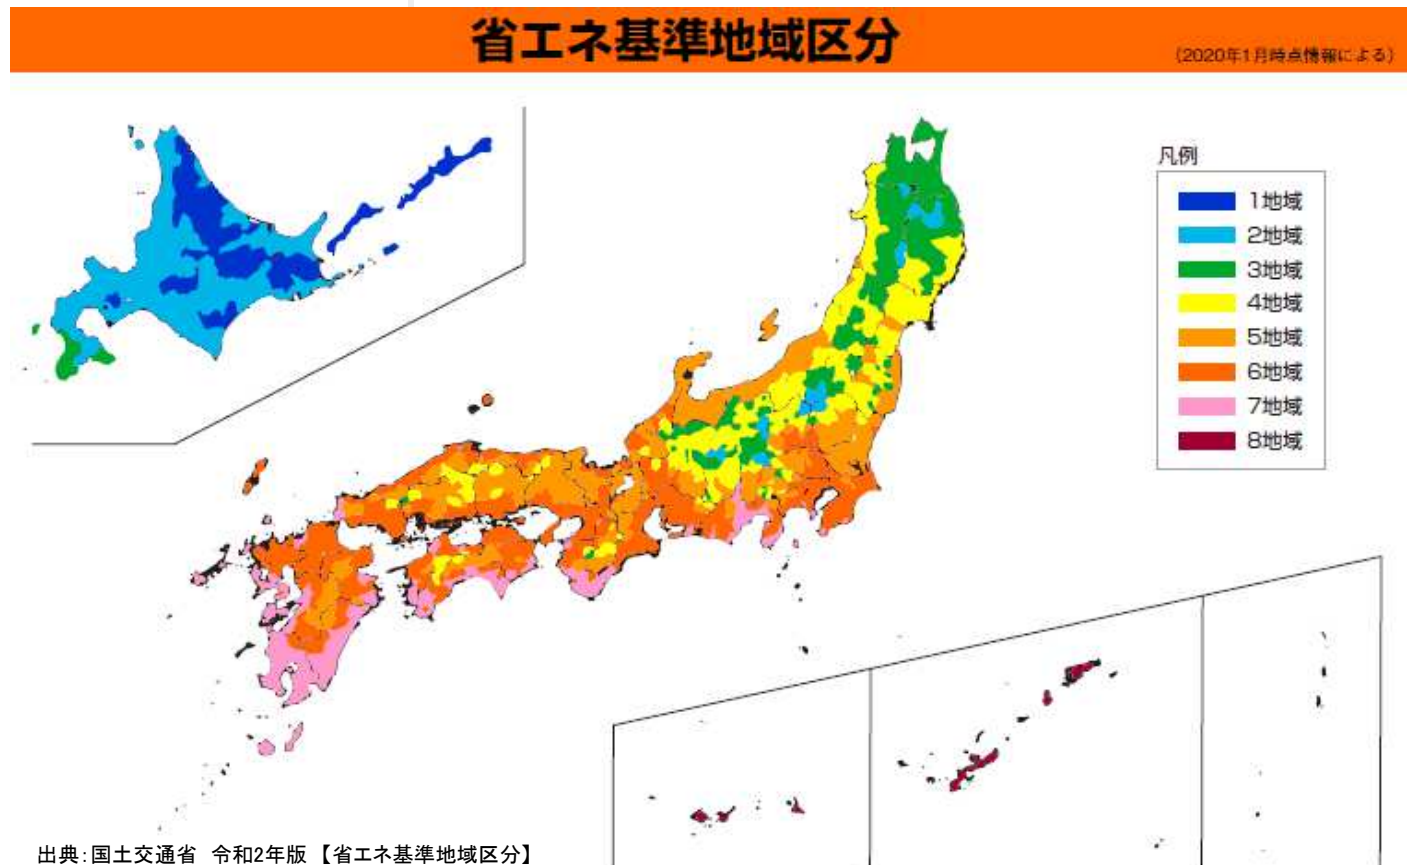 省エネ基準地域区分
(2020年1月時点情報による)
凡例
1地域
2地域
3地域
4地域
5地域
6地域
7地域
8地域
出典:国土交通省 令和2年版 【省エネ基準地域区分】